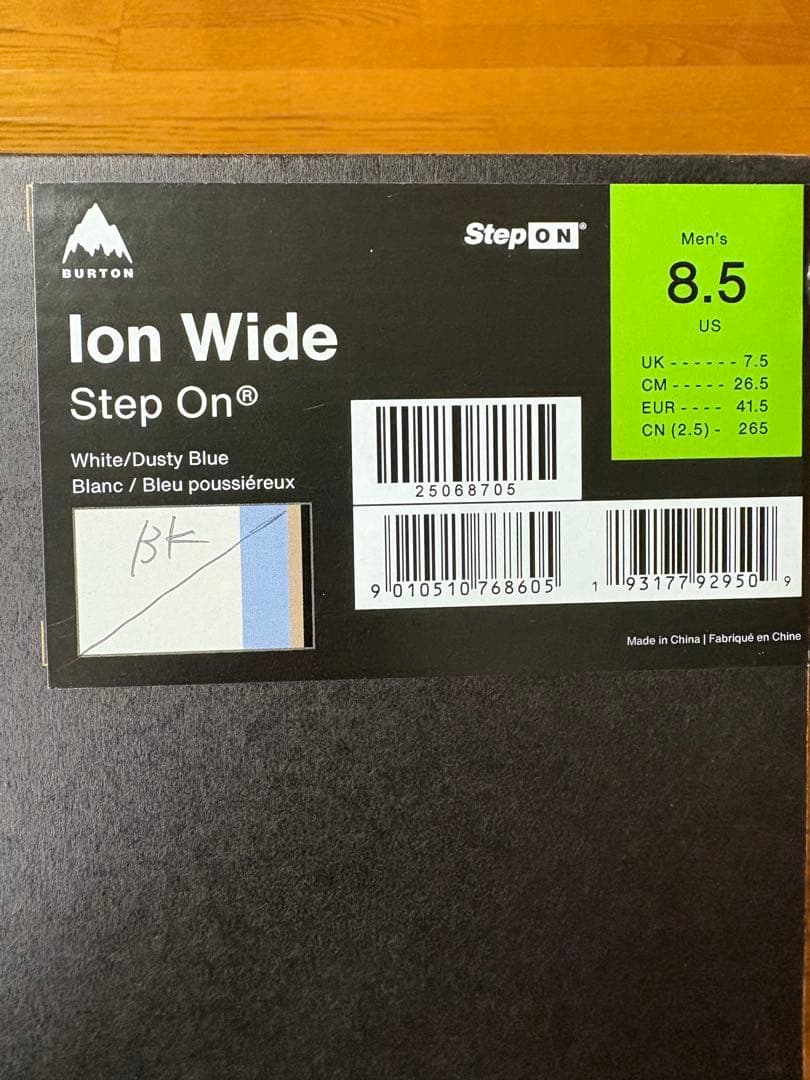 BURTON
StepON®
Ion Wide
Step On®
White/Dusty Blue
Blanc / Bleu poussiéreux
BK
Men's
8.5
US
UK - - - - - - 7.5
CM - - - - - 26.5
EUR - - - - 41.5
CN (2.5) - 265
25068705
9 010510 768605
1 93177 92950 9
Made in China | Fabriqué en Chine